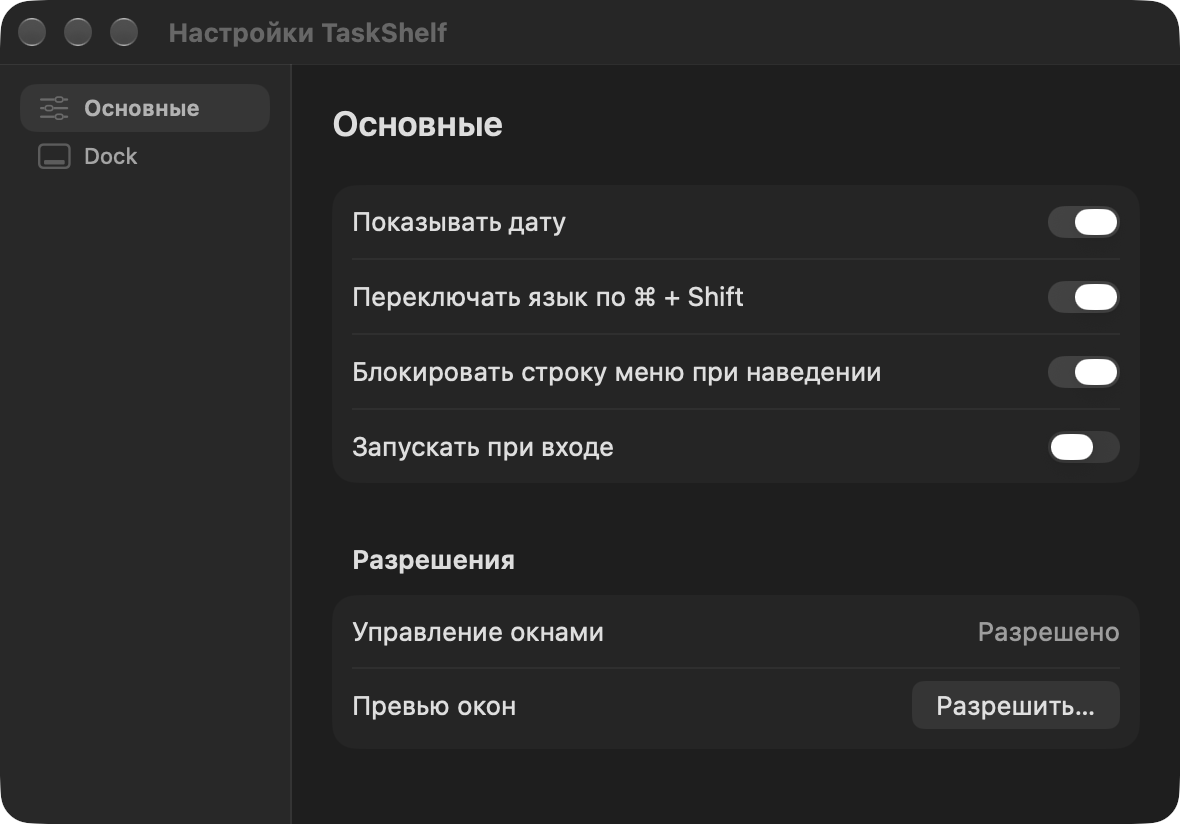 Настройки TaskShelf
Основные
Dock
Основные
Показывать дату
Переключать язык по ⌘ + Shift
Блокировать строку меню при наведении
Запускать при входе
Разрешения
Управление окнами Разрешено
Превью окон Разрешить...